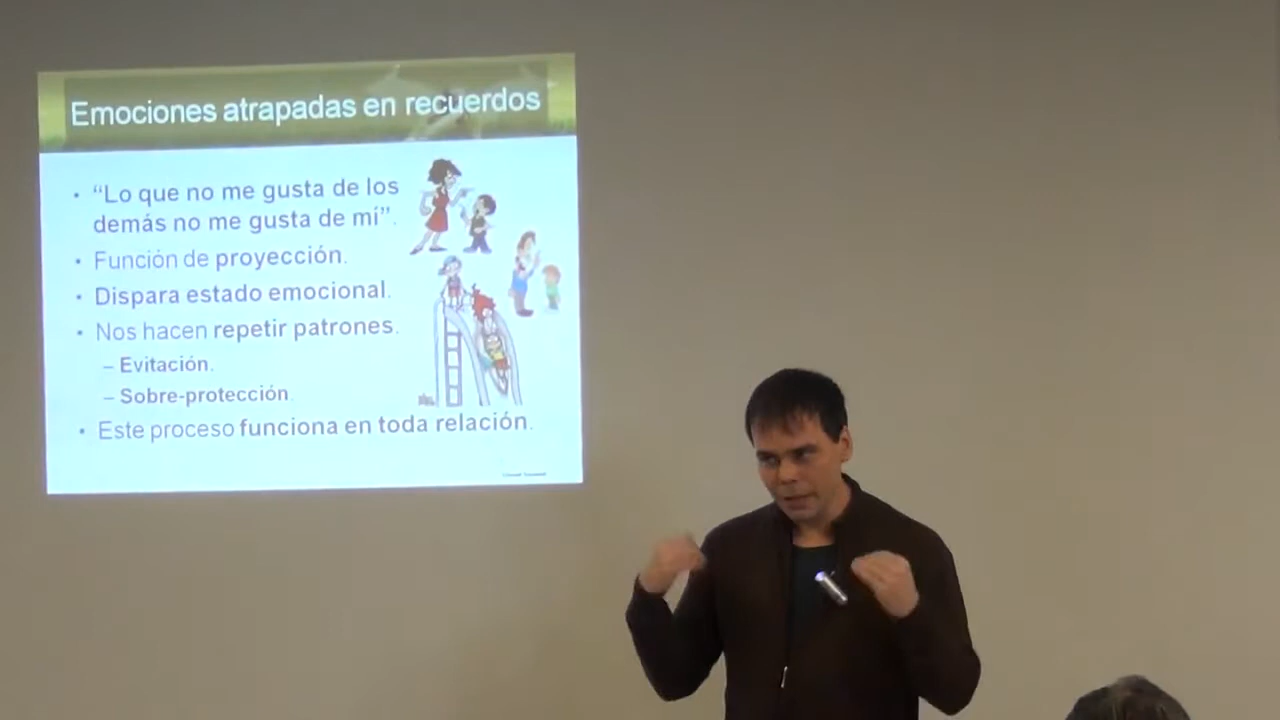 Emociones atrapadas en recuerdos
• “Lo que no me gusta de los
demás no me gusta de mí”.
• Función de proyección.
• Dispara estado emocional.
• Nos hacen repetir patrones.
– Evitación.
– Sobre-protección.
• Este proceso funciona en toda relación.